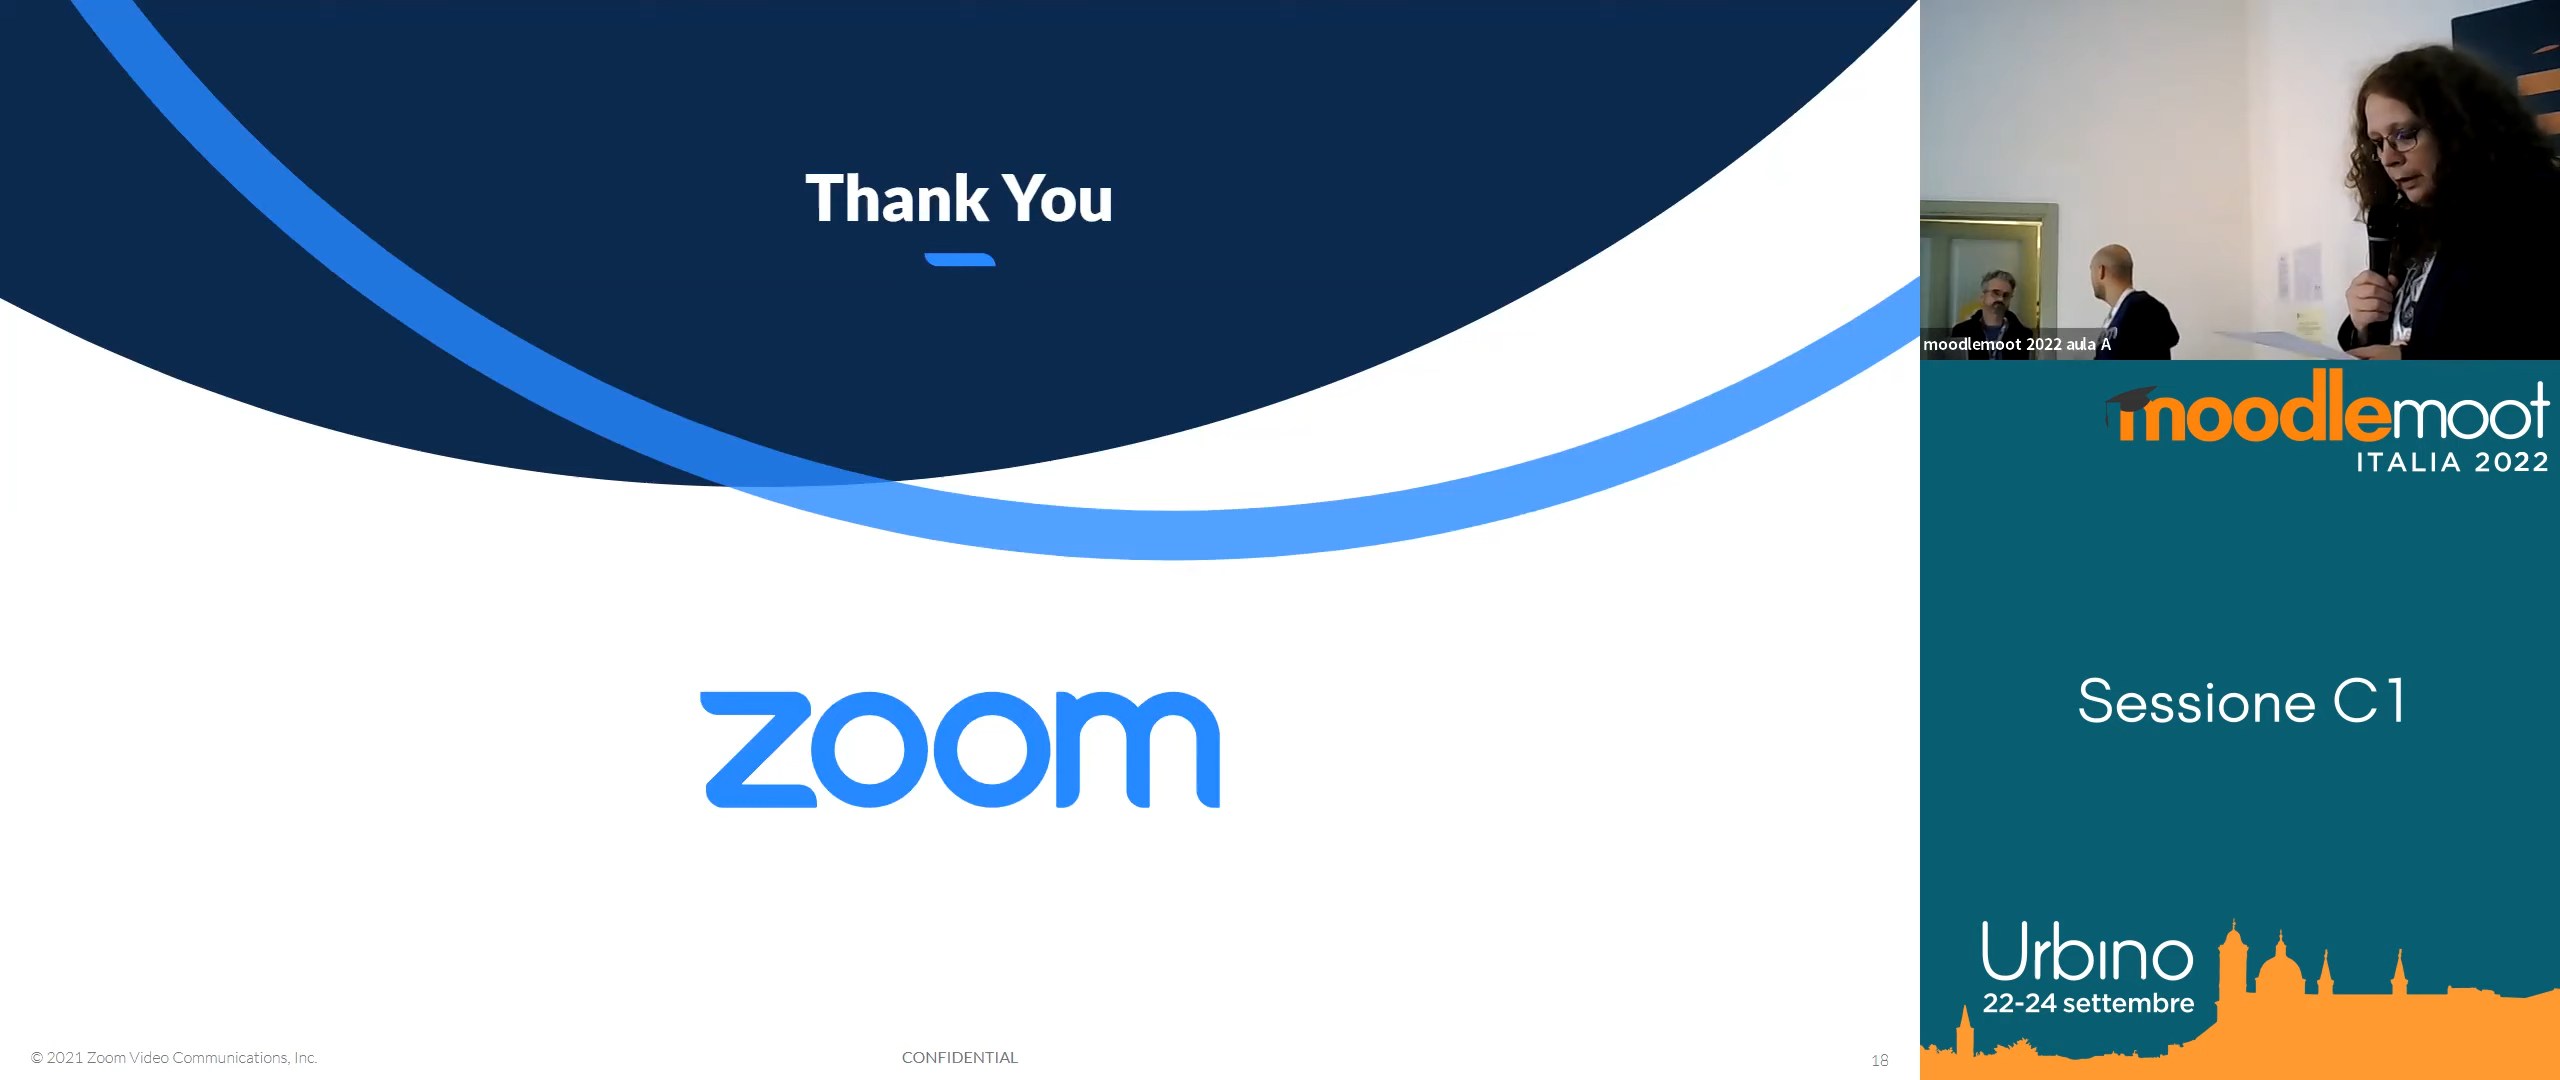 Thank You
zoom
© 2021 Zoom Video Communications, Inc.
CONFIDENTIAL
18
moodlemoot 2022 aula A
moodlemoot
ITALIA 2022
Sessione C1
Urbino
22-24 settembre